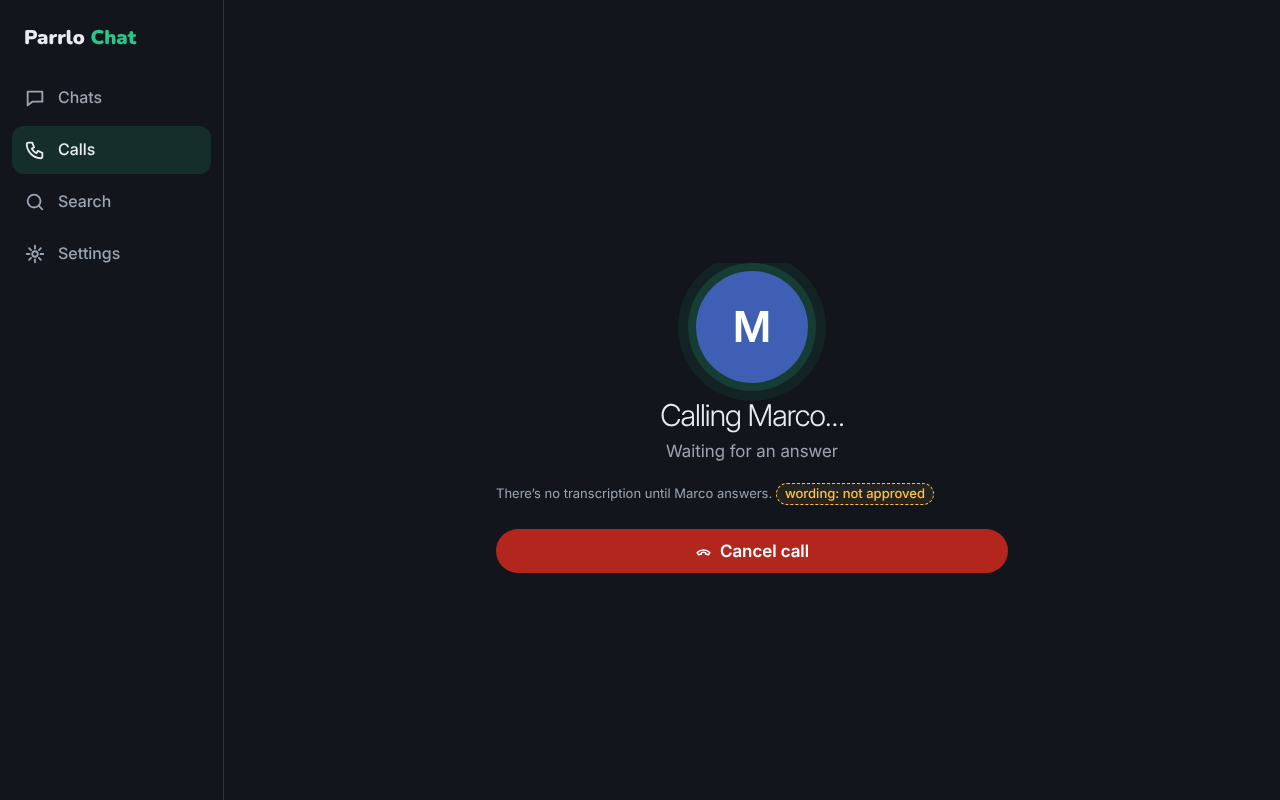 Parrlo Chat
Chats
Calls
Search
Settings
M
Calling Marco...
Waiting for an answer
There's no transcription until Marco answers. wording: not approved
Cancel call